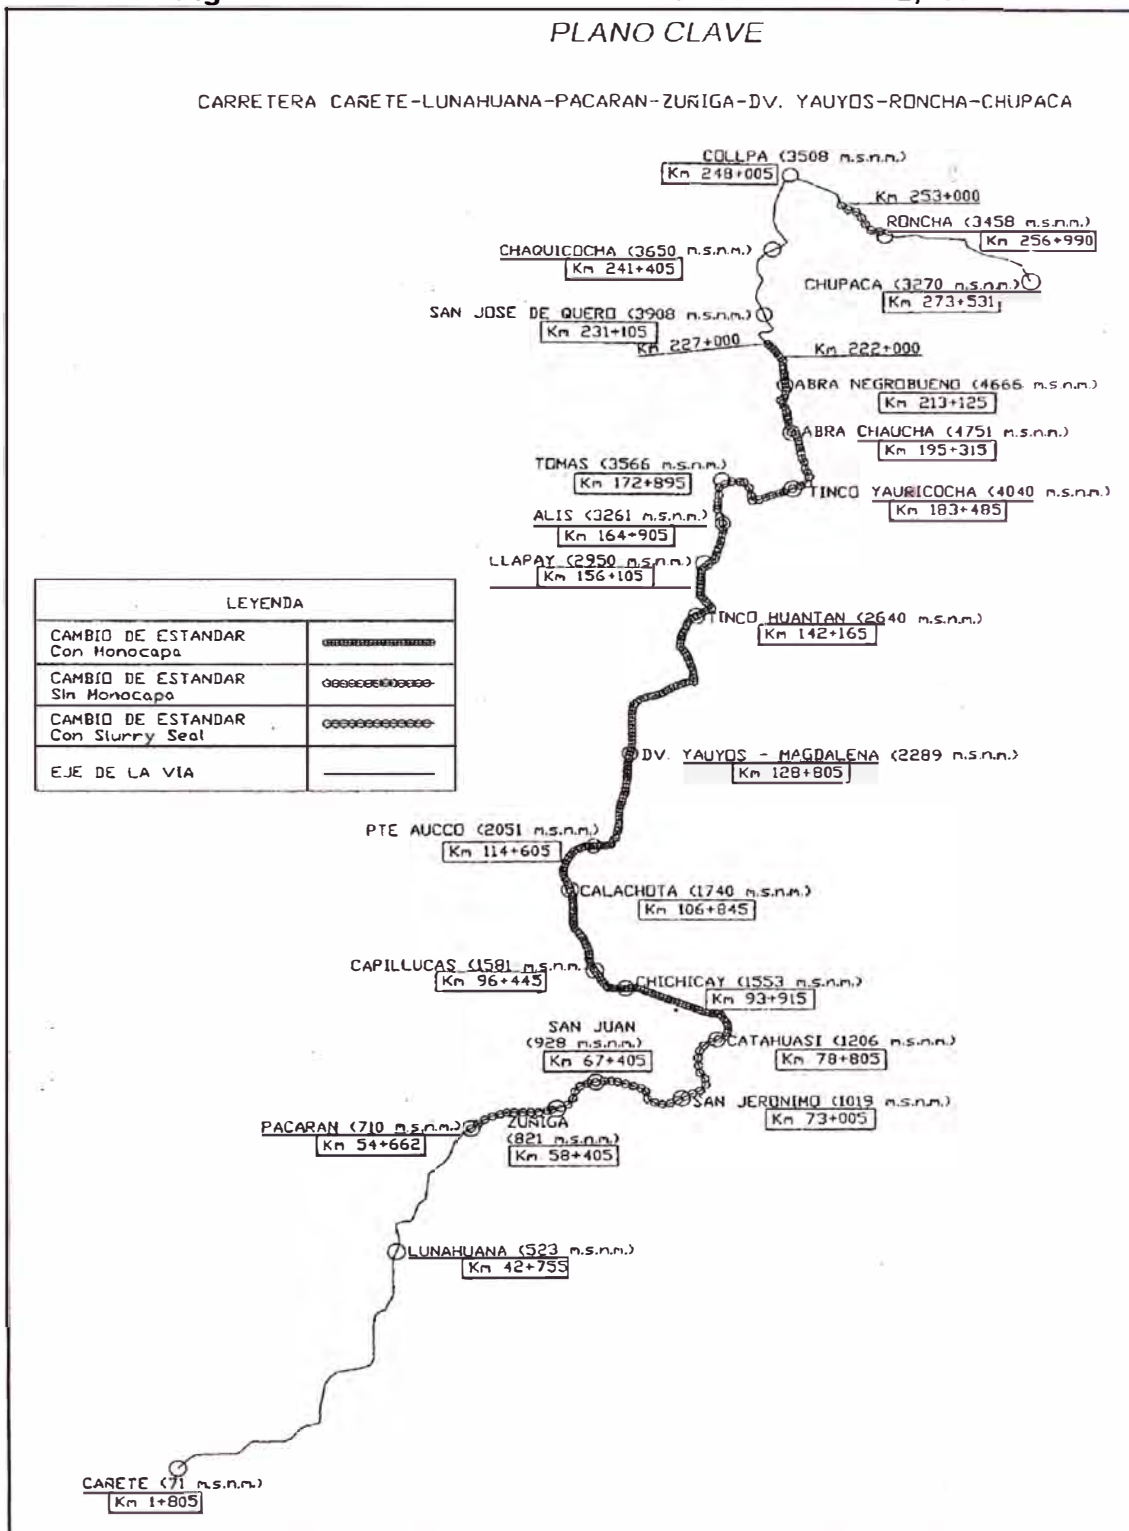 PLANO CLAVE
CARRETERA CAÑETE-LUNAHUANA-PACARAN-ZUÑIGA-DV. YAUYOS-RONCHA-CHUPACA
COLLPA (3508 m.s.n.m.)
Km 248+005
Km 253+000
RONCHA (3458 m.s.n.m.)
Km 256+990
CHAQUICOCHA (3650 m.s.n.m.)
Km 241+405
CHUPACA (3270 m.s.n.m.)
Km 273+531
SAN JOSE DE QUERO (3908 m.s.n.m.)
Km 231+105
Km 227+000
Km 222+000
ABRA NEGROBUENO (4666 m.s.n.m.)
Km 213+125
ABRA CHAUCHA (4751 m.s.n.m.)
Km 195+315
TOMAS (3566 m.s.n.m.)
Km 172+895
TINCO YAURICOCHA (4040 m.s.n.m.)
Km 183+485
ALIS (3261 m.s.n.m.)
Km 164+905
LLAPAY (2950 m.s.n.m.)
Km 156+105
TINCO HUANTAN (2640 m.s.n.m.)
Km 142+165
LEYENDA
CAMBIO DE ESTANDAR
Con Monocapa
CAMBIO DE ESTANDAR
Sin Monocapa
CAMBIO DE ESTANDAR
Con Slurry Seal
EJE DE LA VIA
DV. YAUYOS - MAGDALENA (2289 m.s.n.m.)
Km 128+805
PTE AUCCO (2051 m.s.n.m.)
Km 114+605
CALACHOTA (1740 m.s.n.m.)
Km 106+845
CAPILLUCAS (1581 m.s.n.m.
Km 96+445
CHICHICAY (1553 m.s.n.m.)
Km 93+915
SAN JUAN
(928 m.s.n.m.)
Km 67+405
CATAHUASI (1206 m.s.n.m.)
Km 78+805
SAN JERONIMO (1019 m.s.n.m.)
Km 73+005
PACARAN (710 m.s.n.m.)
Km 54+662
ZUÑIGA
(821 m.s.n.m.)
Km 58+405
LUNAHUANA (523 m.s.n.m.)
Km 42+755
CAÑETE (71 m.s.n.m.)
Km 1+805